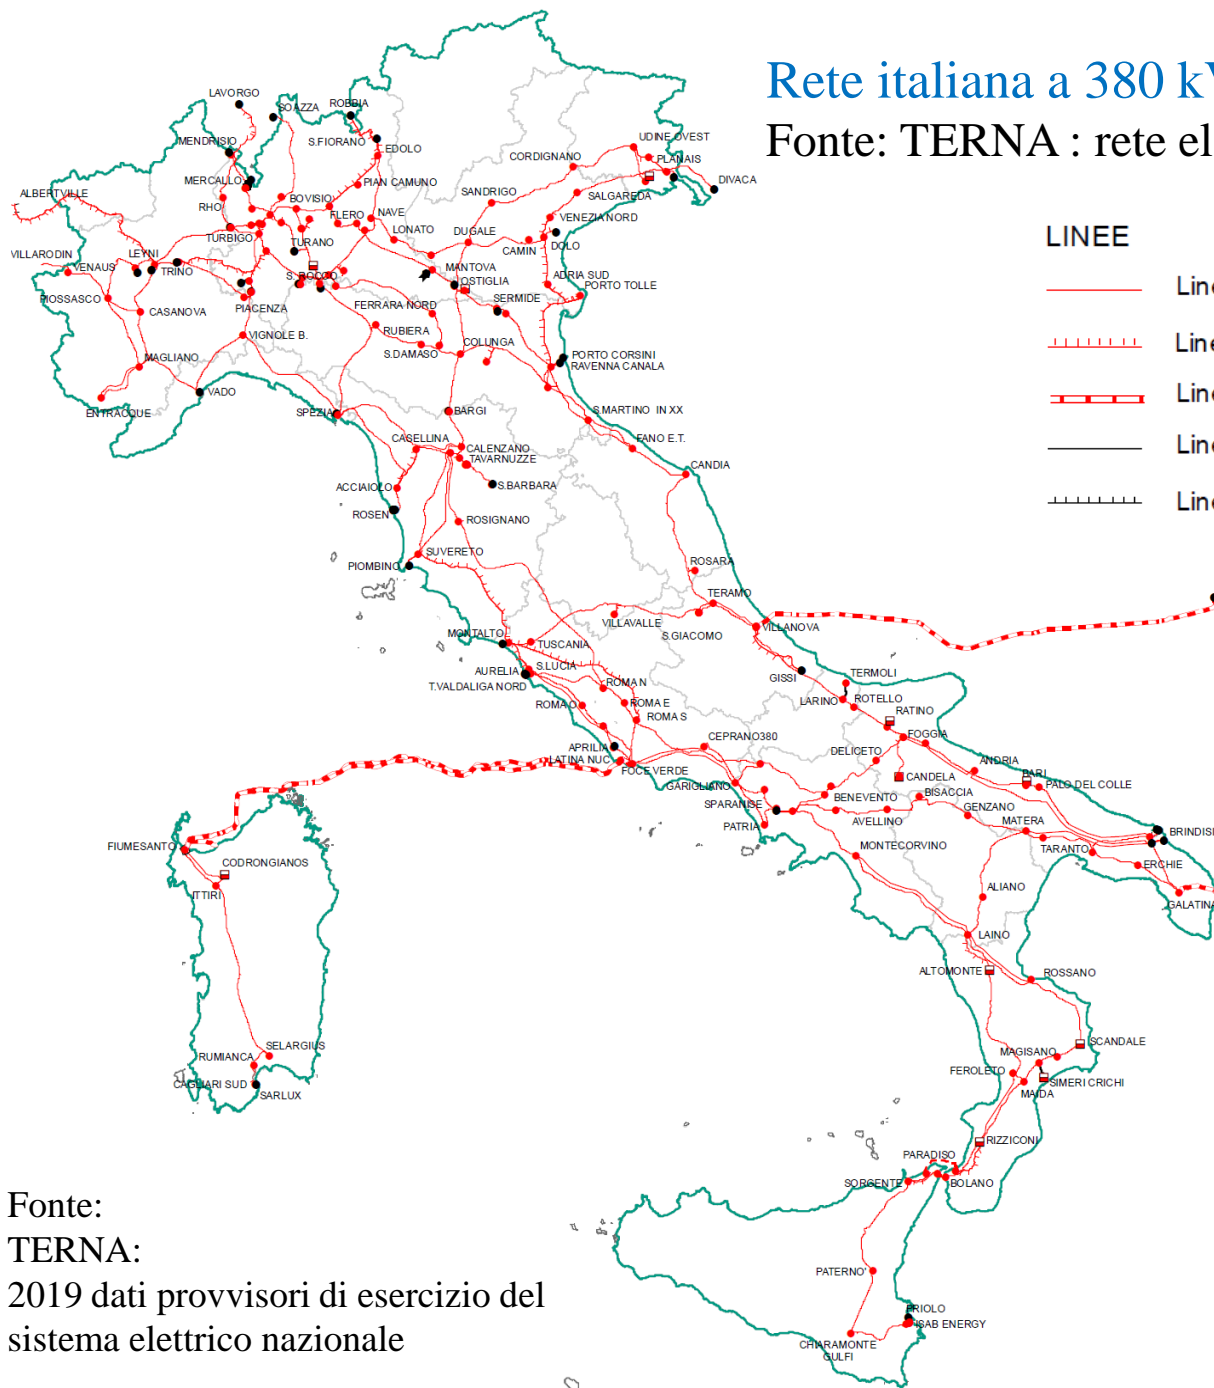 Rete italiana a 380 kV
Fonte: TERNA : rete el
LINEE
Line
Line
Line
Line
Line
LAVORGO
SOAZZA
ROBBIA
MENDRISIO
S.FIORANO
EDOLO
UDINE OVEST
PLANAIS
CORDIGNANO
DIVACA
ALBERTVILLE
MERCALLO
PIAN CAMUNO
SANDRIGO
SALGAREDA
RHO
BOVISIO
FLERO
NAVE
VENEZIA NORD
TURBIGO
TURANO
LONATO
DUGALE
CAMIN
DOLO
VILLARODIN
VENAUS
LEYNI
TRINO
S. ROCCO
MANTOVA
OSTIGLIA
ADRIA SUD
PORTO TOLLE
PIOSSASCO
CASANOVA
PIACENZA
FERRARA NORD
SERMIDE
VIGNOLE B.
RUBIERA
S.DAMASO
COLUNGA
PORTO CORSINI
RAVENNA CANALA
MAGLIANO
VADO
ENTRACQUE
SPEZIA
BARGI
S.MARTINO IN XX
CASELLINA
CALENZANO
TAVARNUZZE
FANO E.T.
CANDIA
ACCIAIOLO
S.BARBARA
ROSEN
ROSIGNANO
SUVERETO
PIOMBINO
ROSARA
TERAMO
VILLAVALLE
S.GIACOMO
VILLANOVA
MONTALTO
TUSCANIA
AURELIA
S.LUCIA
T.VALDALIGA NORD
ROMA N
GISSI
TERMOLI
ROMA O
ROMA E
LARINO
ROTELLO
ROMA S
RATINO
APRILIA
CEPRANO380
FOGGIA
LATINA NUC
FOCE VERDE
DELICETO
ANDRIA
GARIGLIANO
CANDELA
BARI
PALO DEL COLLE
SPARANISE
BENEVENTO
BISACCIA
GENZANO
PATRIA
AVELLINO
MATERA
BRINDISI
FIUMESANTO
TARANTO
CODRONGIANOS
MONTECORVINO
ERCHIE
ITTIRI
ALIANO
GALATINA
LAINO
ALTOMONTE
ROSSANO
SELARGIUS
RUMIANCA
CAGLIARI SUD
SARLUX
SCANDALE
MAGISANO
FEROLETO
SIMERI CRICHI
MAIDA
RIZZICONI
PARADISO
SORGENTE
BOLANO
PATERNO'
PRIOLO
ISAB ENERGY
CHIARAMONTE
GULFI
Fonte:
TERNA:
2019 dati provvisori di esercizio del
sistema elettrico nazionale